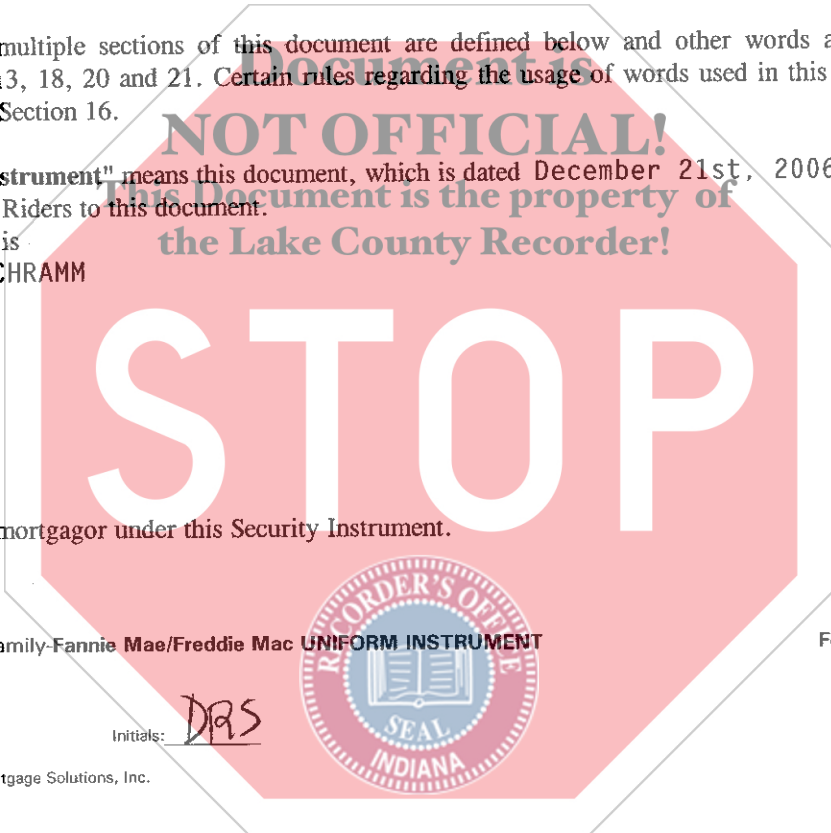 multiple sections of this document are defined below and other words a
13, 18, 20 and 21. Certain rules regarding the usage of words used in this
Section 16.
Document is
NOT OFFICIAL!
This Document is the property of
the Lake County Recorder!
strument" means this document, which is dated December 21st, 2006
Riders to this document.
is
CHRAMM
STOP
mortgagor under this Security Instrument.
amily-Fannie Mae/Freddie Mac UNIFORM INSTRUMENT
F
RECORDER'S OFFICE
SEAL
INDIANA
Initials: DRS
tgage Solutions, Inc.